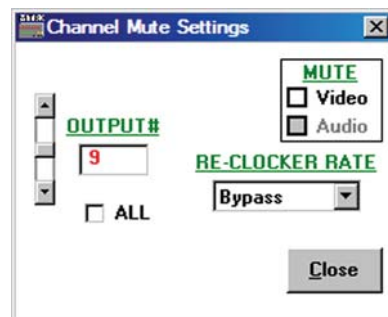 Channel Mute Settings
MUTE
Video
Audio
OUTPUT#
9
ALL
RE-CLOCKER RATE
Bypass
Close